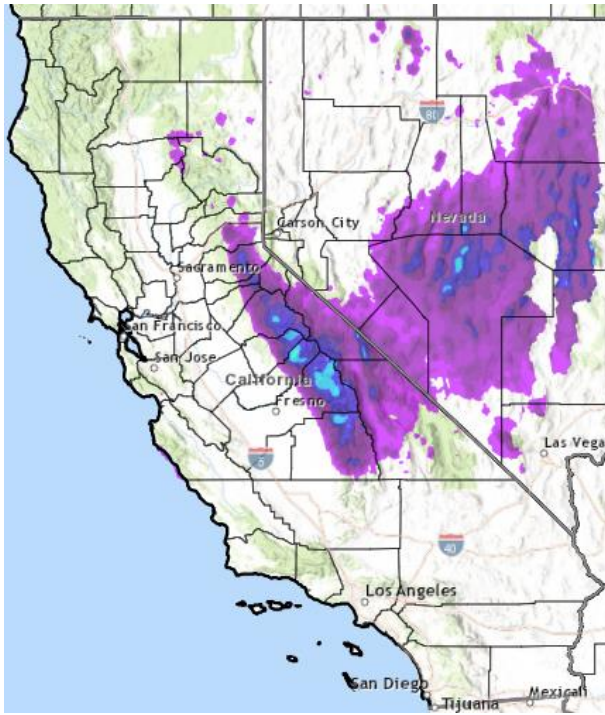 80
Nevada
Carson City
Sacramento
San Francisco
San Jose
California
Fresno
5
Las Vega
40
Los Angeles
San Diego
Tijuana
Mexicali